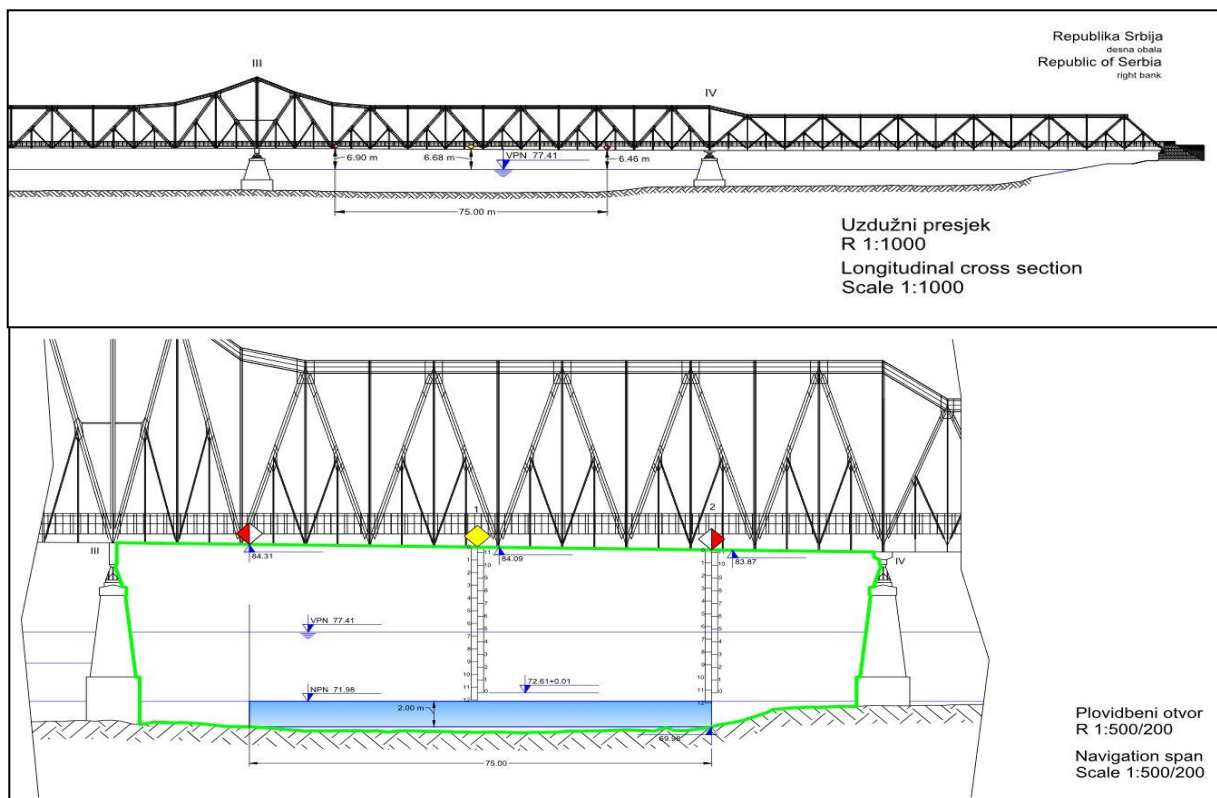 Republika Srbija
desna obala
Republic of Serbia
right bank
III
IV
6.90 m
6.68 m
VPN 77.41
6.46 m
75.00 m
Uzdužni presjek
R 1:1000
Longitudinal cross section
Scale 1:1000
1
2
III
IV
84.31
84.09
83.87
VPN 77.41
NPN 71.98
72.61+0.01
2.00 m
69.98
75.00
Plovidbeni otvor
R 1:500/200
Navigation span
Scale 1:500/200